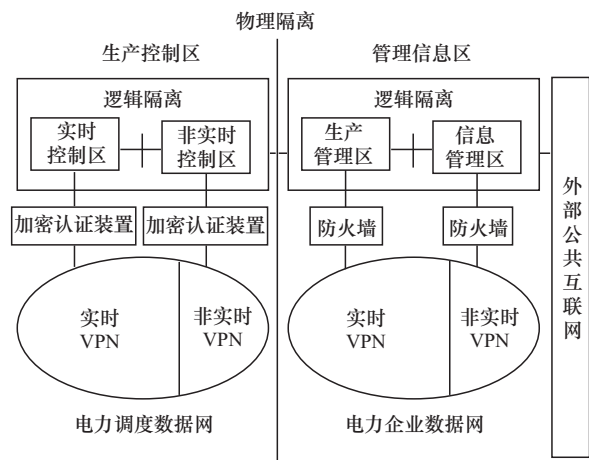 物理隔离
生产控制区
管理信息区
逻辑隔离
逻辑隔离
实时
控制区
非实时
控制区
生产
管理区
信息
管理区
加密认证装置
加密认证装置
防火墙
防火墙
实时
VPN
非实时
VPN
实时
VPN
非实时
VPN
电力调度数据网
电力企业数据网
外部公共互联网